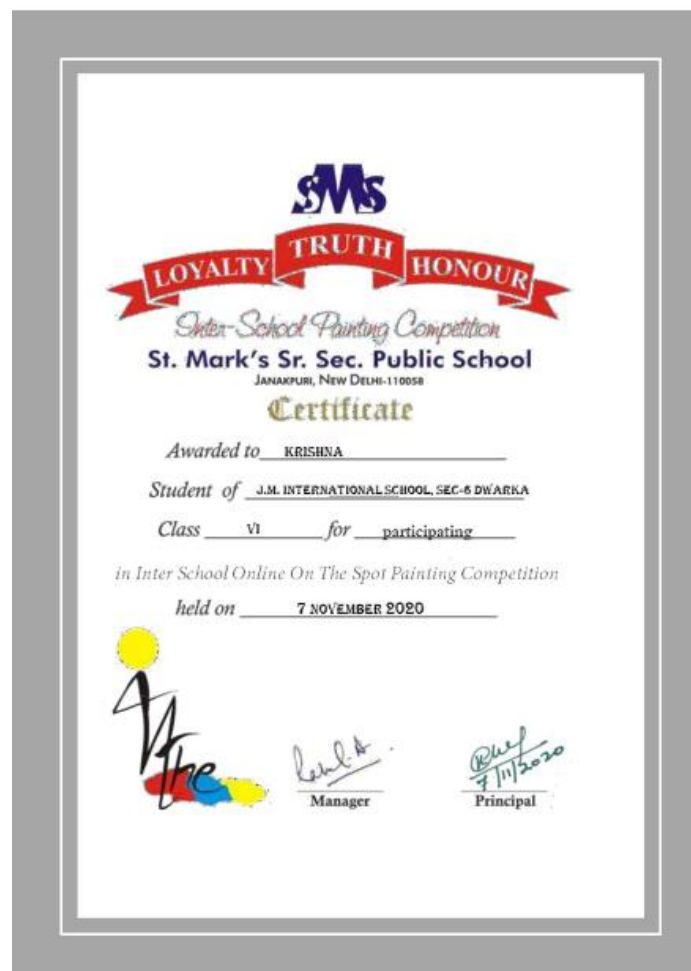 SMS
LOYALTY TRUTH HONOUR
Inter-School Painting Competition
St. Mark's Sr. Sec. Public School
JANAKPURI, NEW DELHI-110058
Certificate
Awarded to KRISHNA
Student of J.M. INTERNATIONAL SCHOOL, SEC-6 DWARKA
Class VI for participating
in Inter School Online On The Spot Painting Competition
held on 7 NOVEMBER 2020
the
7/11/2020
Manager Principal